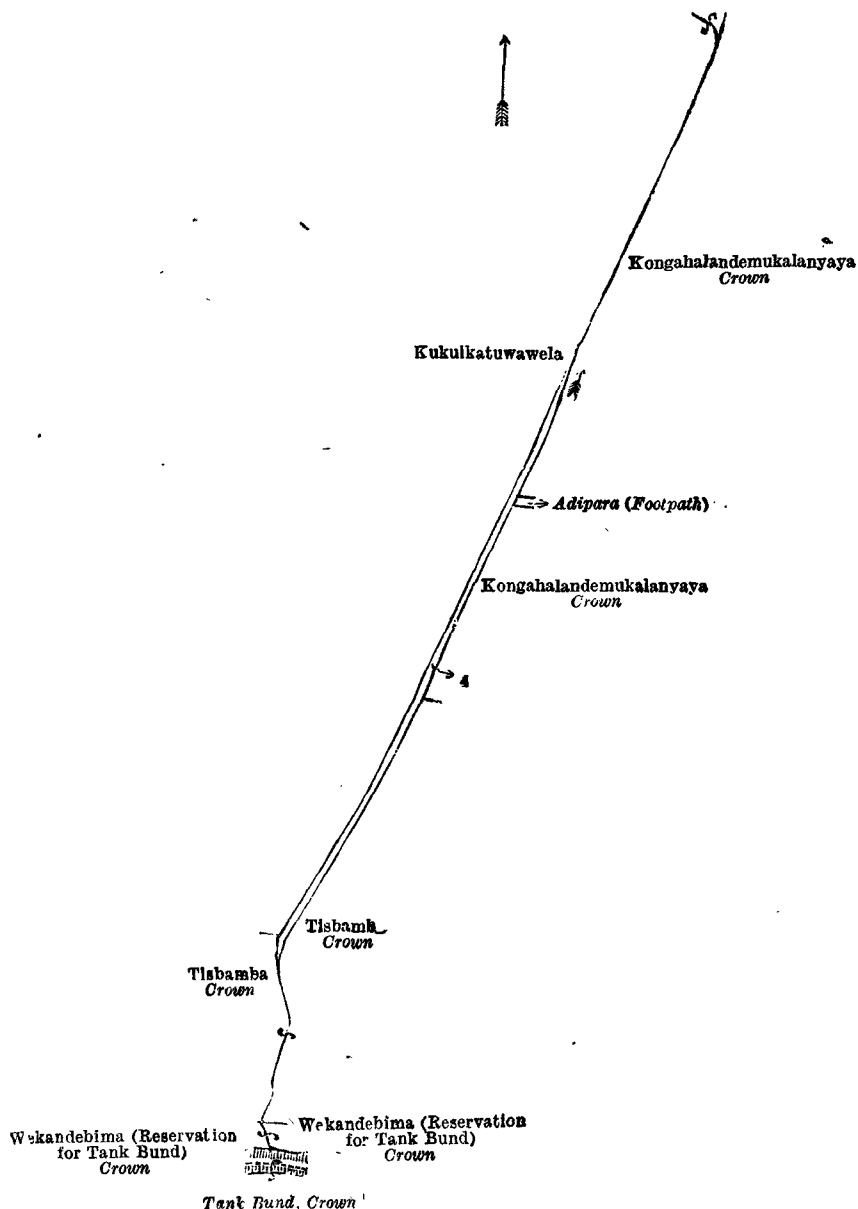 Kongahalandemukalanyaya
Crown
Kukulkatuwawela
Adipara (Footpath)
Kongahalandemukalanyaya
Crown
4
Tisbamba
Crown
Tisbamba
Crown
Wekandebima (Reservation
for Tank Bund)
Crown
Wekandebima (Reservation
for Tank Bund)
Crown
Tank Bund, Crown